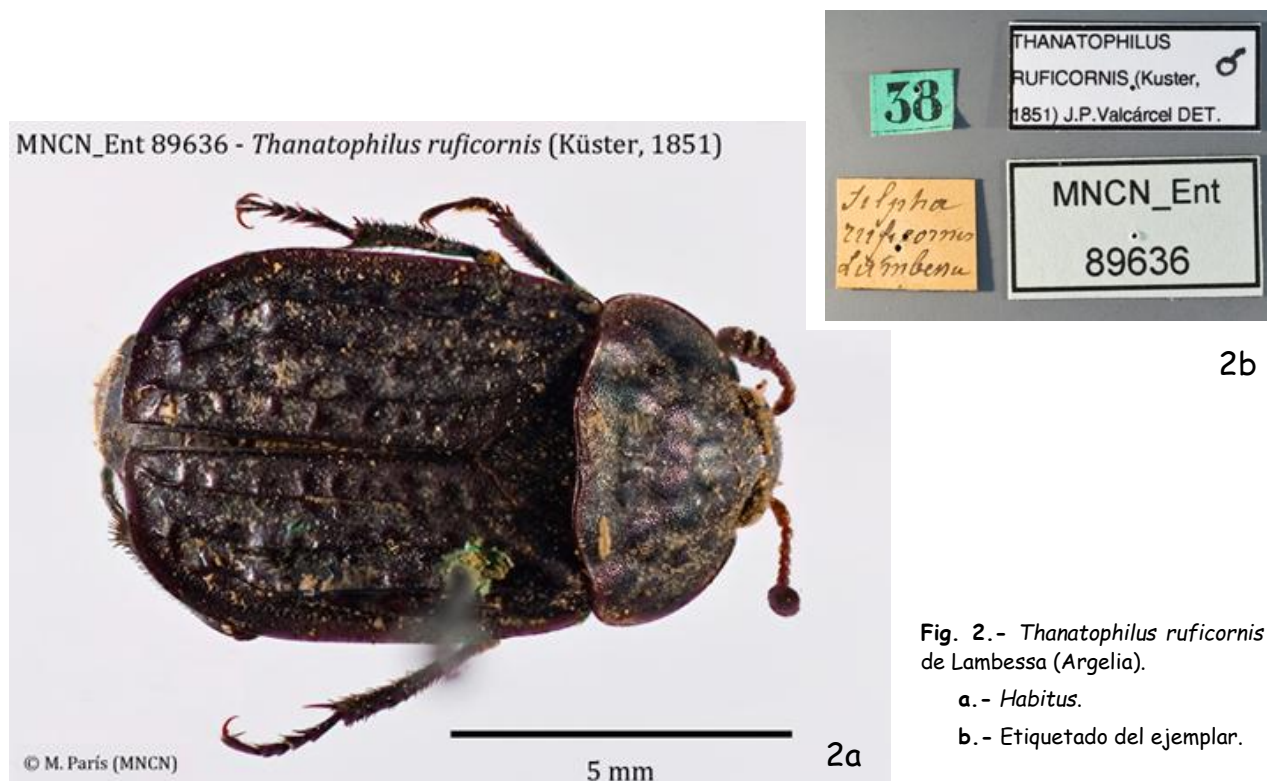 MNCN_Ent 89636 - Thanatophilus ruficornis (Küster, 1851)
© M. París (MNCN)
5 mm
2a
38
THANATOPHILUS
RUFICORNIS (Kuster, ♂
1851) J.P.Valcárcel DET.
Silpha
ruficornis
Lambessa
MNCN_Ent
89636
2b
Fig. 2.- Thanatophilus ruficornis
de Lambessa (Argelia).
a.- Habitus.
b.- Etiquetado del ejemplar.